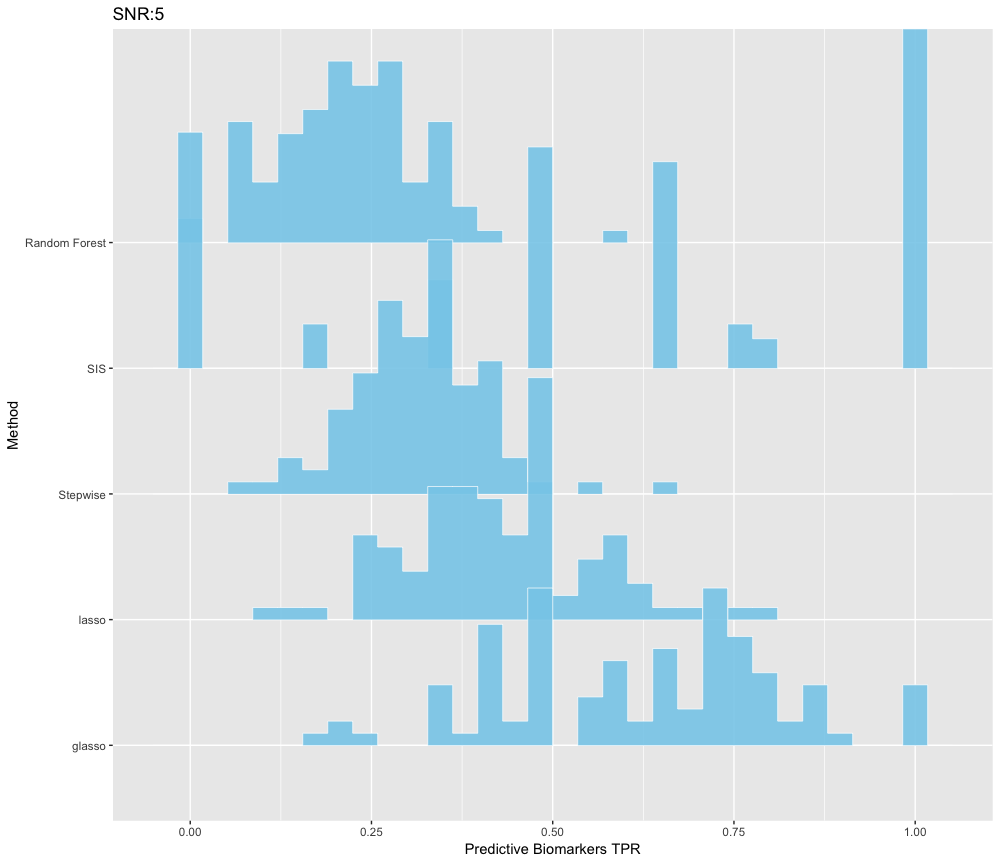 SNR:5
Method
Random Forest
SIS
Stepwise
lasso
glasso
0.00 0.25 0.50 0.75 1.00
Predictive Biomarkers TPR